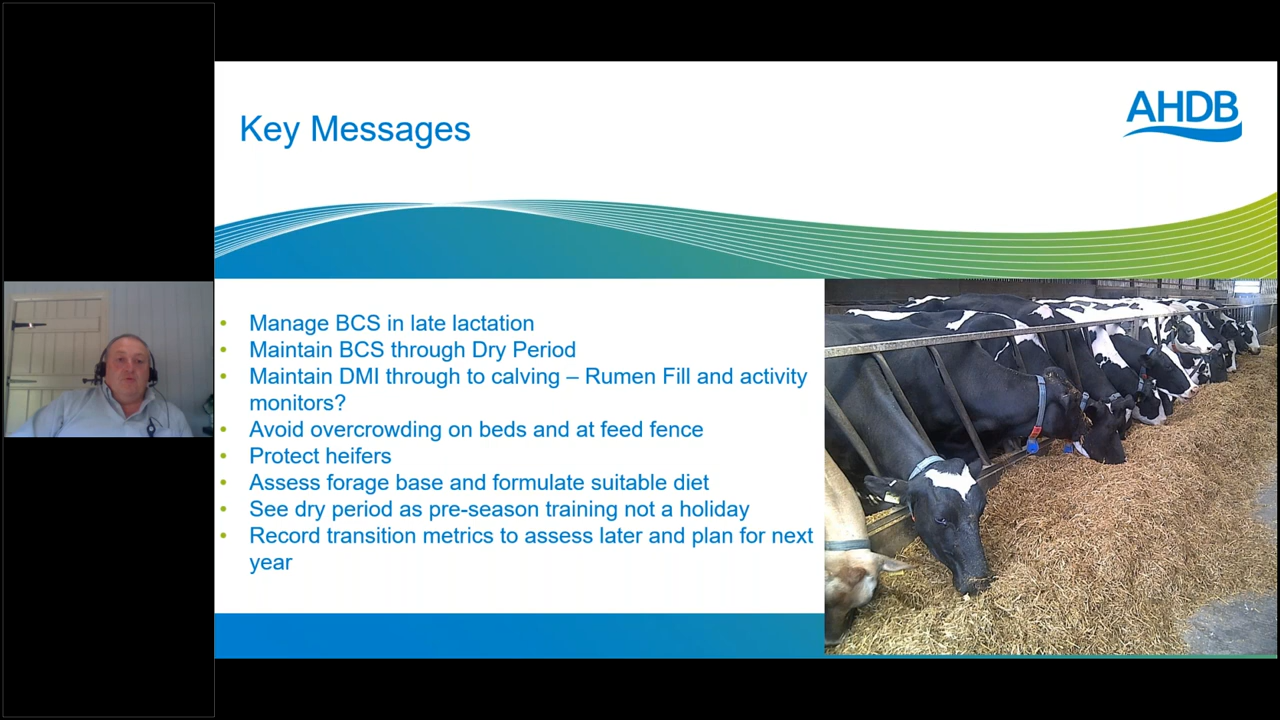 AHDB
Key Messages
• Manage BCS in late lactation
• Maintain BCS through Dry Period
• Maintain DMI through to calving – Rumen Fill and activity
monitors?
• Avoid overcrowding on beds and at feed fence
• Protect heifers
• Assess forage base and formulate suitable diet
• See dry period as pre-season training not a holiday
• Record transition metrics to assess later and plan for next
year